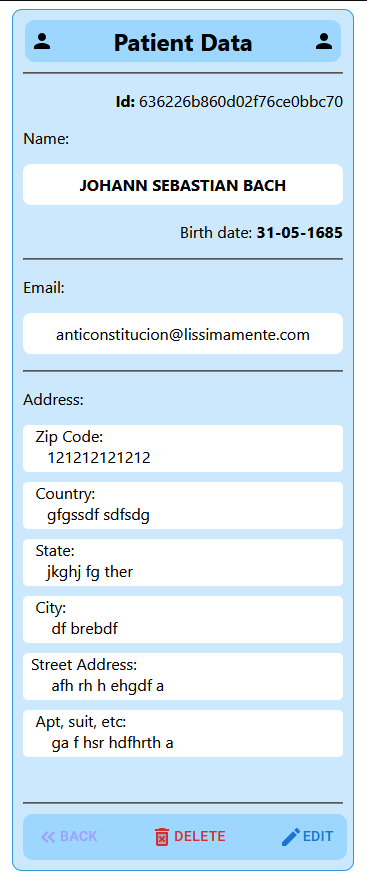 Patient Data
Id: 636226b860d02f76ce0bbc70
Name:
JOHANN SEBASTIAN BACH
Birth date: 31-05-1685
Email:
anticonstitucion@lissimamente.com
Address:
Zip Code:
121212121212
Country:
gfgssdf sdfsdg
State:
jkghj fg ther
City:
df brebdf
Street Address:
afh rh h ehgdf a
Apt, suit, etc:
ga f hsr hdfhrth a
BACK DELETE EDIT